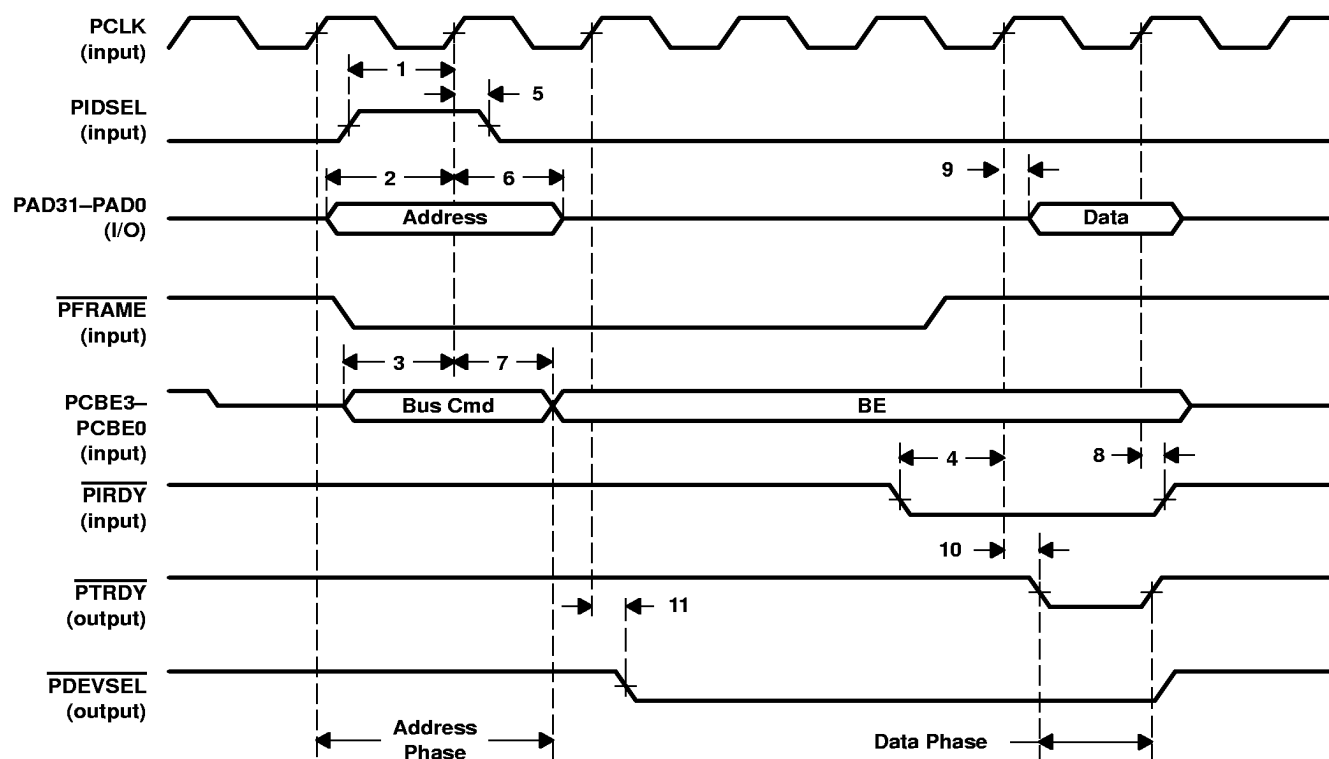 PCLK
(input)
1
5
PIDSEL
(input)
2
6
9
PAD31–PAD0
(I/O)
Address
Data
PFRAME
(input)
3
7
PCBE3–
PCBE0
(input)
Bus Cmd
BE
4
8
PIRDY
(input)
10
PTRDY
(output)
11
PDEVSEL
(output)
Address
Phase
Data Phase